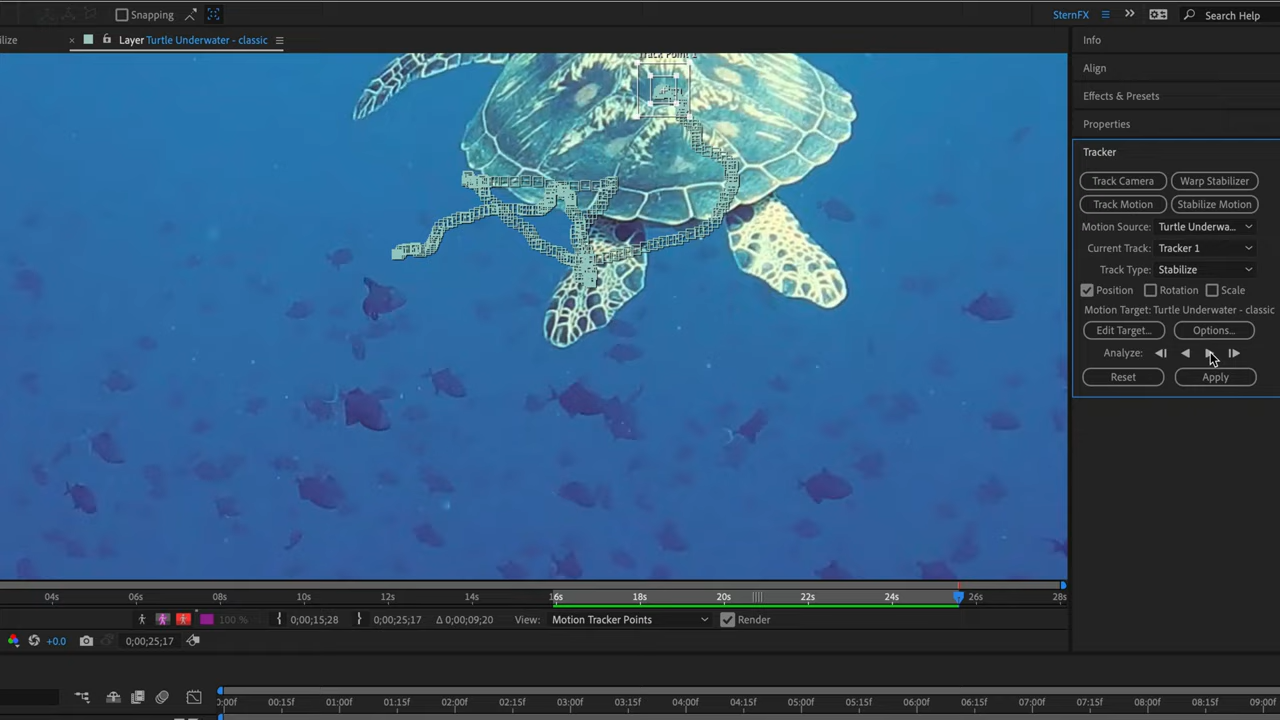 Snapping
SternFX
Search Help
ilize
Layer Turtle Underwater - classic
Info
Align
Effects & Presets
Properties
Tracker
Track Camera
Warp Stabilizer
Track Motion
Stabilize Motion
Motion Source: Turtle Underwa...
Current Track: Tracker 1
Track Type: Stabilize
Position
Rotation
Scale
Motion Target: Turtle Underwater - classic
Edit Target...
Options...
Analyze:
Reset
Apply
Track Point 1
04s 06s 08s 10s 12s 14s 16s 18s 20s 22s 24s 26s 28s
100 %
0;00;15;28
0;00;25;17
Δ 0;00;09;20
View: Motion Tracker Points
Render
+0.0
0;00;25;17
:00f 00:15f 01:00f 01:15f 02:00f 02:15f 03:00f 03:15f 04:00f 04:15f 05:00f 05:15f 06:00f 06:15f 07:00f 07:15f 08:00f 08:15f 09:00f